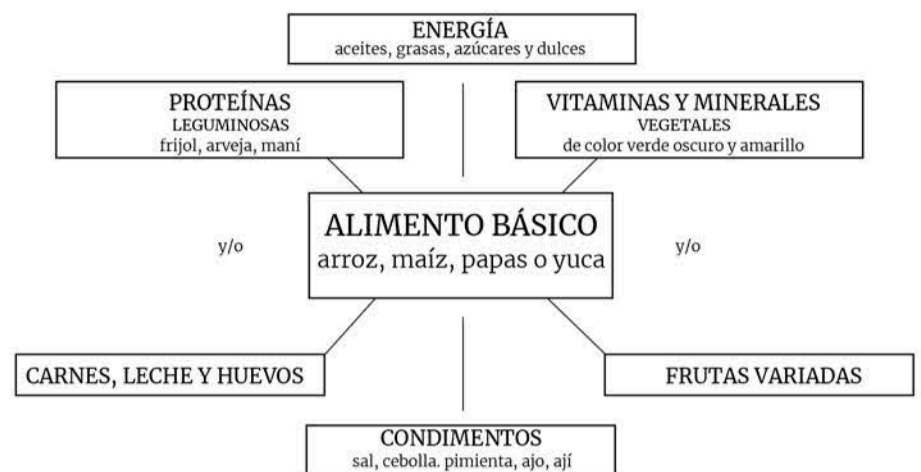 ENERGÍA
aceites, grasas, azúcares y dulces
PROTEÍNAS
LEGUMINOSAS
frijol, arveja, maní
VITAMINAS Y MINERALES
VEGETALES
de color verde oscuro y amarillo
ALIMENTO BÁSICO
arroz, maíz, papas o yuca
y/o
y/o
CARNES, LECHE Y HUEVOS
FRUTAS VARIADAS
CONDIMENTOS
sal, cebolla. pimienta, ajo, ají